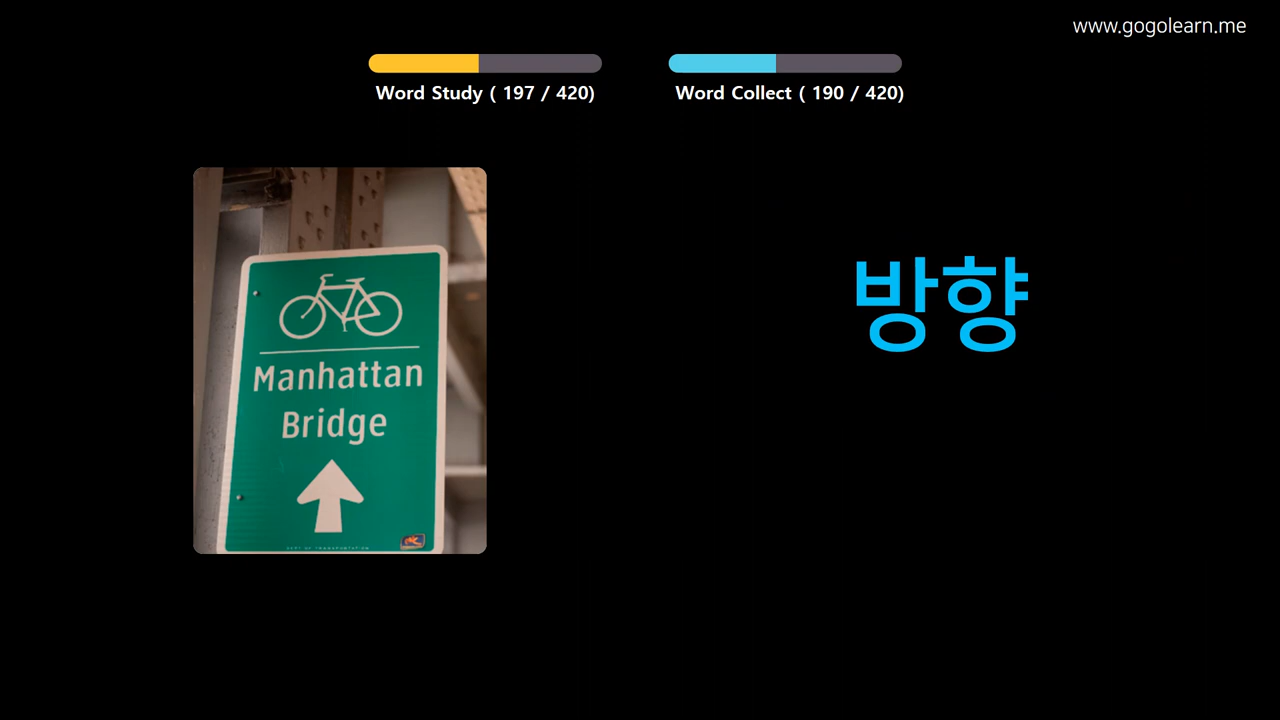 www.gogolearn.me
Word Study ( 197 / 420)
Word Collect ( 190 / 420)
Manhattan
Bridge
방향